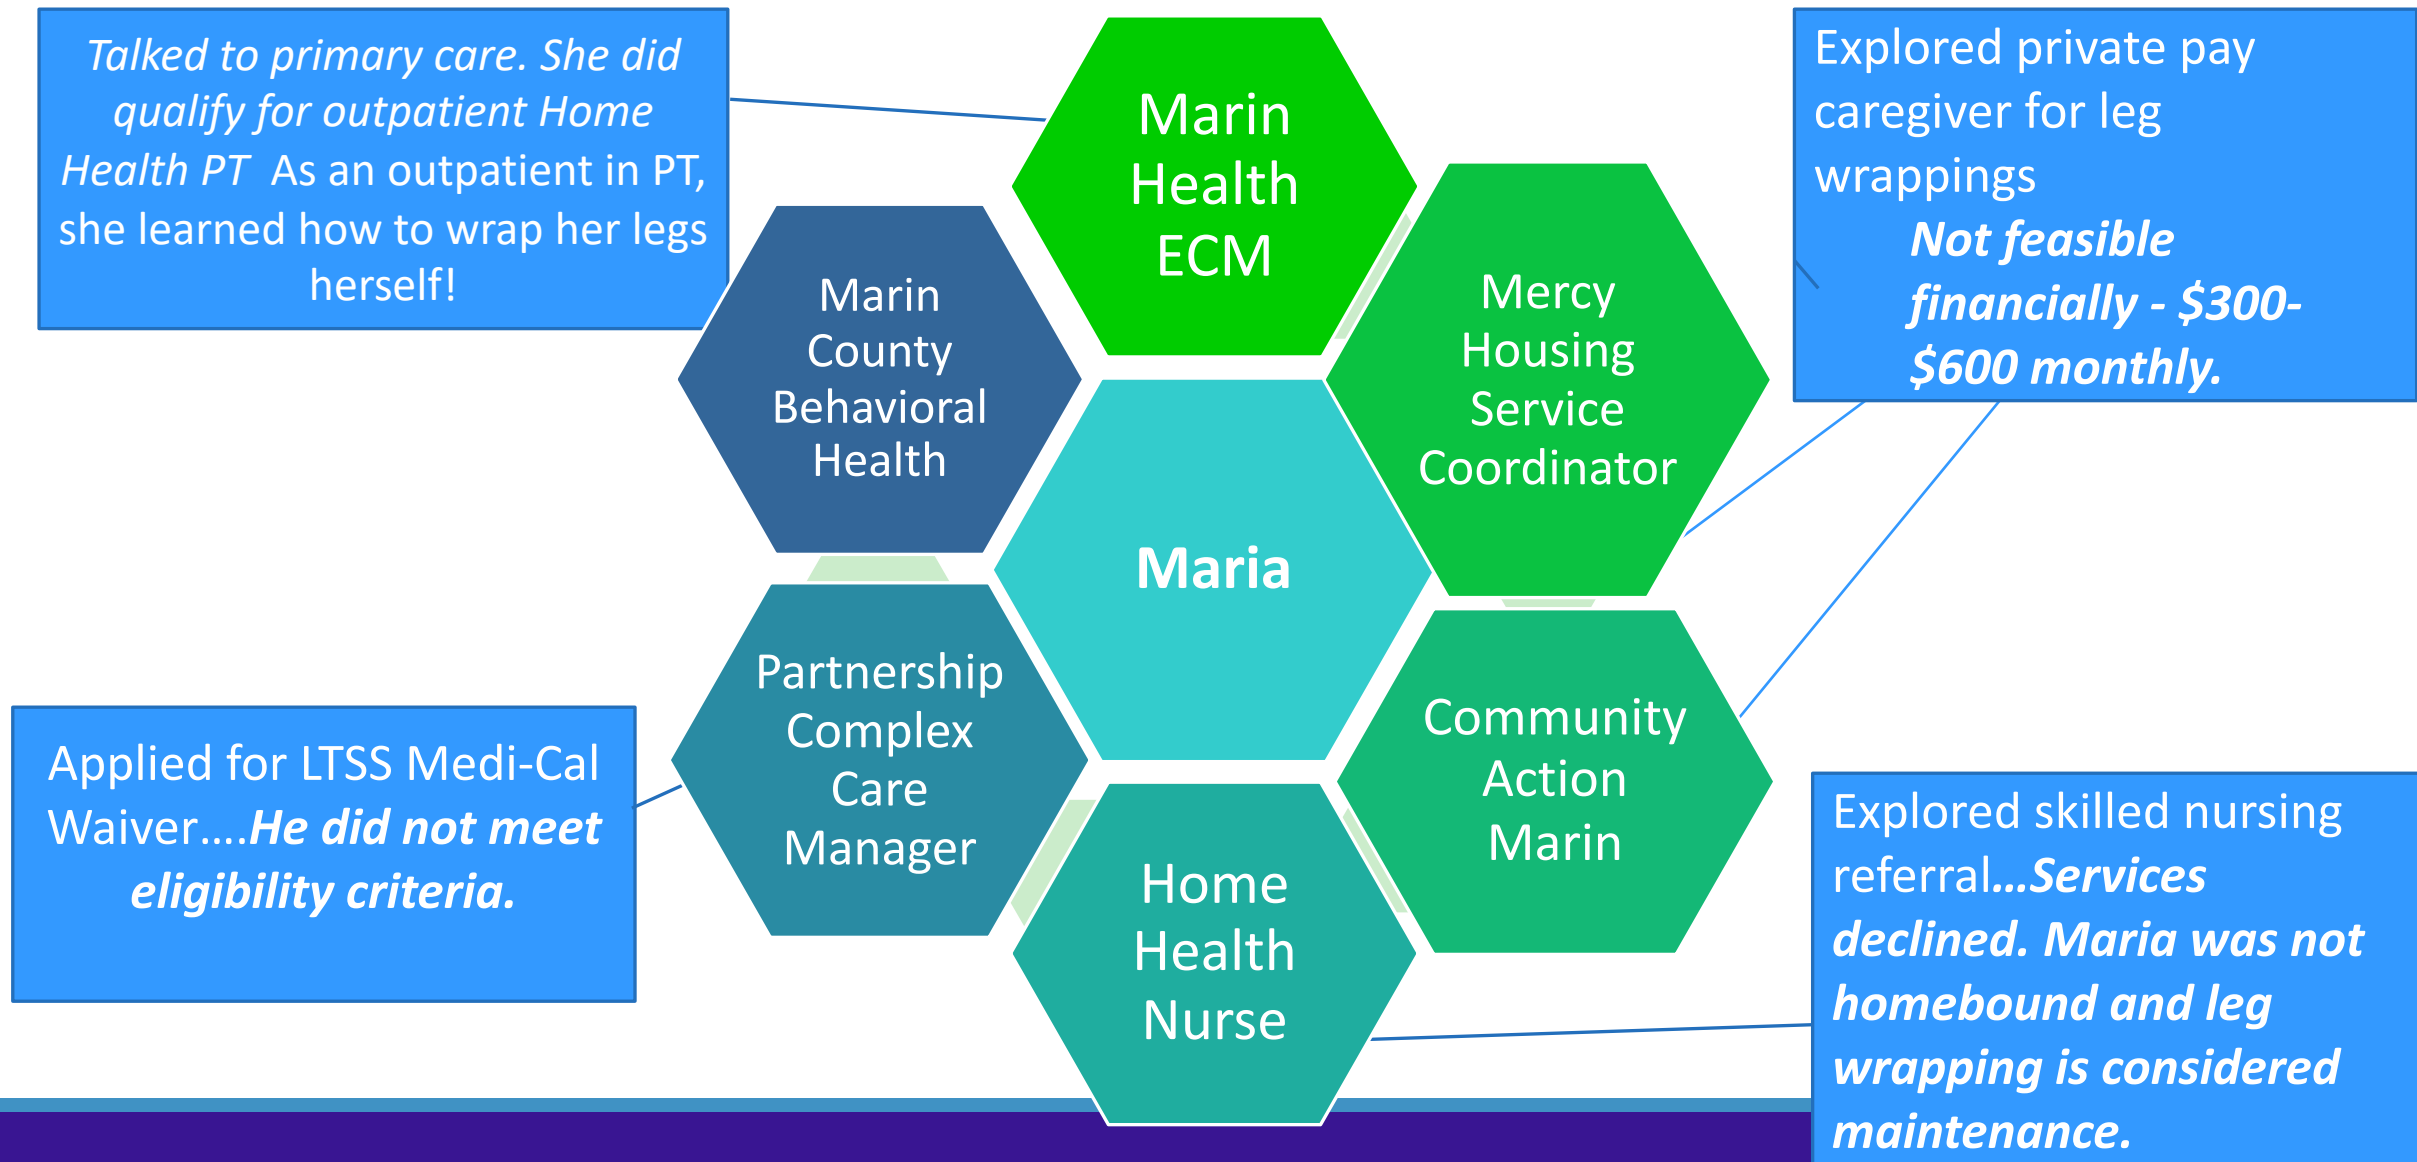 Talked to primary care. She did
qualify for outpatient Home
Health PT  As an outpatient in PT,
she learned how to wrap her legs
herself!
Marin
Health
ECM
Explored private pay
caregiver for leg
wrappings
Not feasible
financially - $300-
$600 monthly.
Marin
County
Behavioral
Health
Mercy
Housing
Service
Coordinator
Maria
Partnership
Complex
Care
Manager
Community
Action
Marin
Applied for LTSS Medi-Cal
Waiver....He did not meet
eligibility criteria.
Home
Health
Nurse
Explored skilled nursing
referral...Services
declined. Maria was not
homebound and leg
wrapping is considered
maintenance.